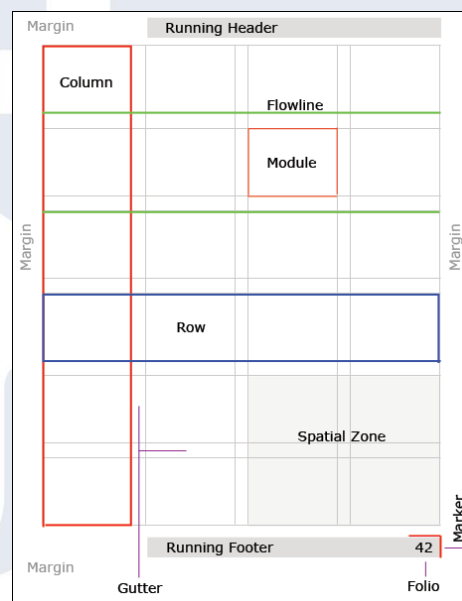 Margin
Running Header
Column
Flowline
Module
Margin
Margin
Row
Spatial Zone
Marker
Running Footer
42
Margin
Gutter
Folio